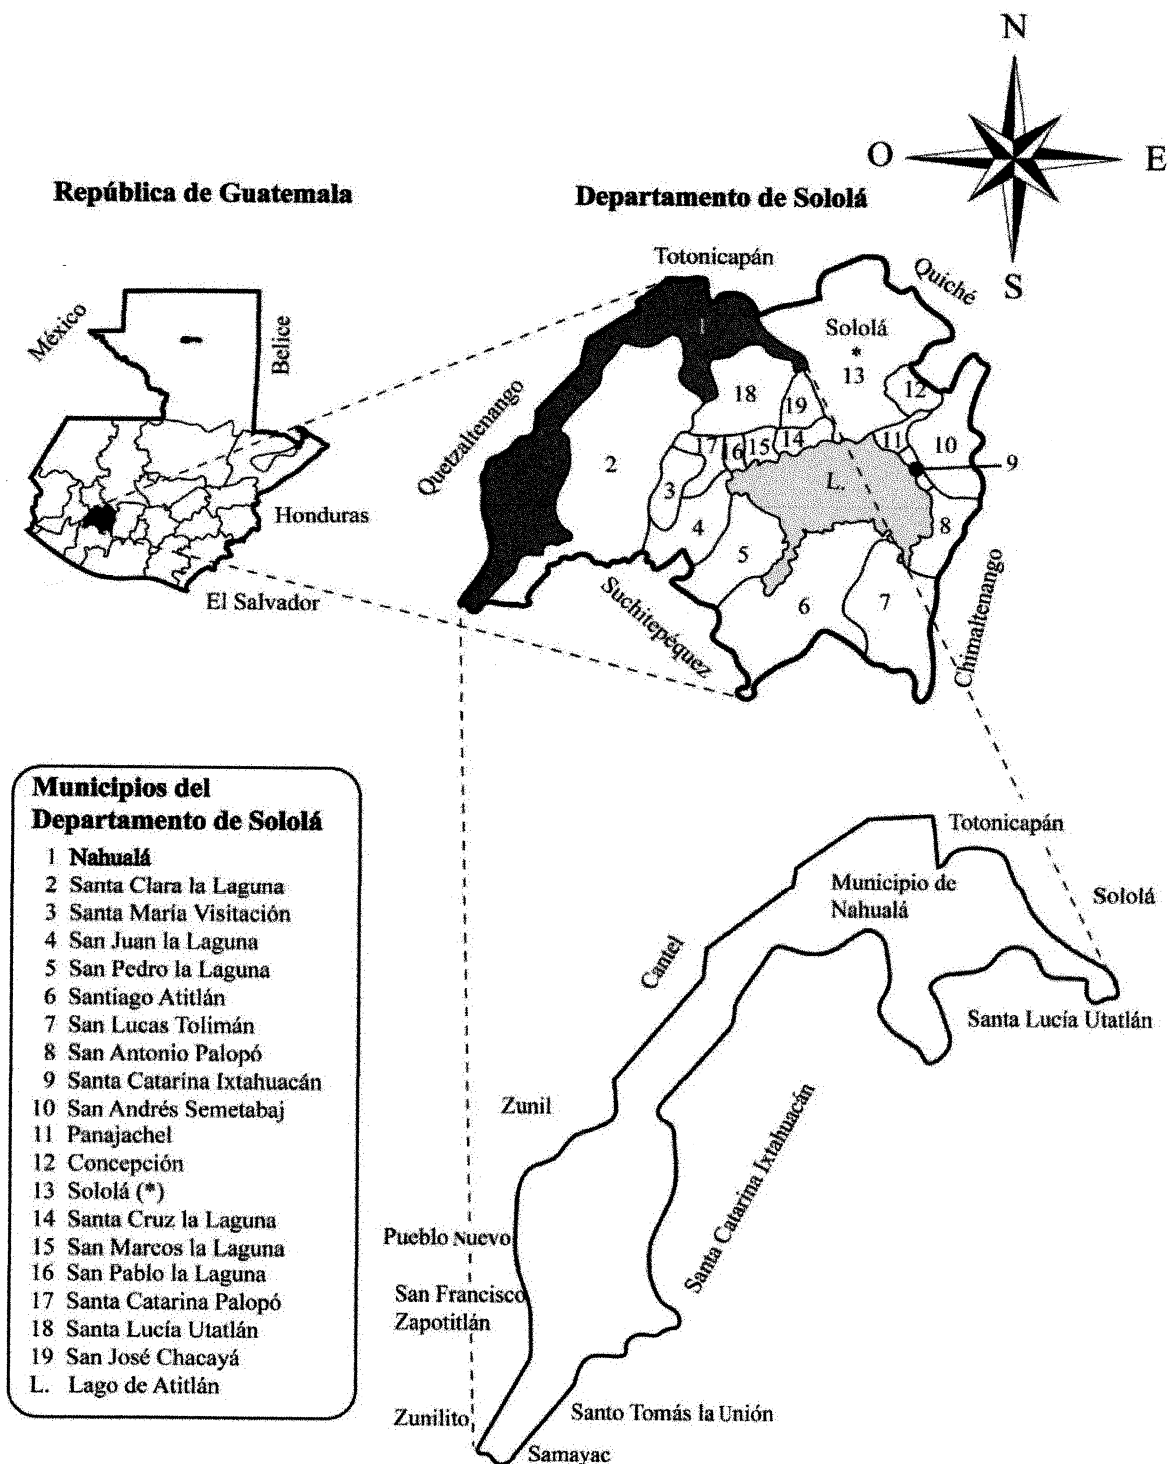 N
O
E
S
República de Guatemala
Departamento de Sololá
México
Belice
Honduras
El Salvador
Totonicapán
Quiché
Quetzaltenango
Suchitepéquez
Chimaltenango
1
Sololá
*
13
12
18
19
2
17
16
15
14
11
10
9
3
L.
4
8
5
6
7
Municipios del
Departamento de Sololá
1 Nahualá
2 Santa Clara la Laguna
3 Santa María Visitación
4 San Juan la Laguna
5 San Pedro la Laguna
6 Santiago Atitlán
7 San Lucas Tolimán
8 San Antonio Palopó
9 Santa Catarina Ixtahuacán
10 San Andrés Semetabaj
11 Panajachel
12 Concepción
13 Sololá (*)
14 Santa Cruz la Laguna
15 San Marcos la Laguna
16 San Pablo la Laguna
17 Santa Catarina Palopó
18 Santa Lucía Utatlán
19 San José Chacayá
L. Lago de Atitlán
Totonicapán
Municipio de
Nahualá
Sololá
Cantel
Santa Lucía Utatlán
Zunil
Santa Catarina Ixtahuacán
Pueblo Nuevo
San Francisco
Zapotitlán
Zunilito
Santo Tomás la Unión
Samayac